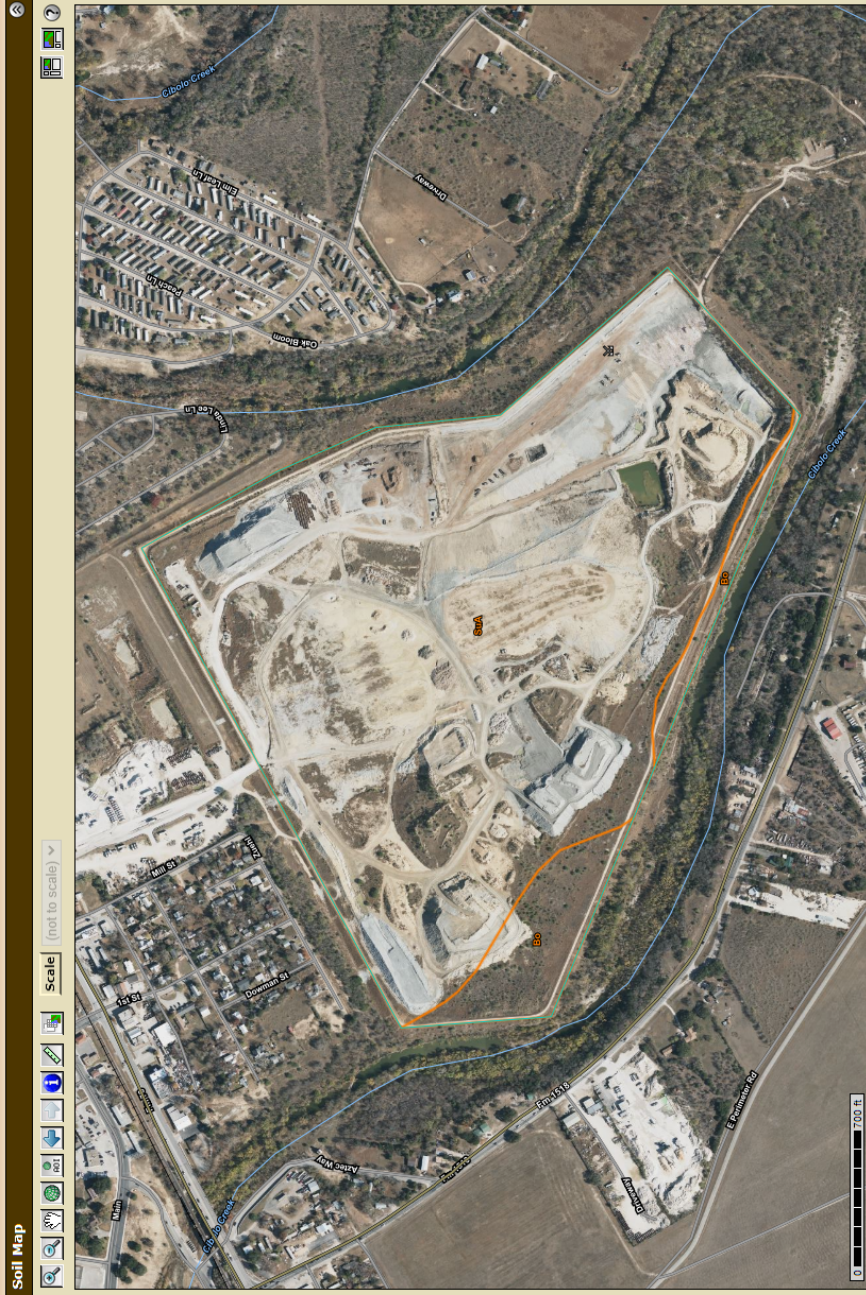 Soil Map
Scale
(not to scale)
Main
1st St
Mill St
Zuehl
Dowman St
Cibolo Creek
Aztec Way
Fm-1518
Fm-1518
Driveway
E Perimeter Rd
Bo
SuA
Bo
Linda Lee Ln
Oak Bloom
Peach Ln
Elm Leaf Ln
Cibolo Creek
Driveway
Cibolo Creek
0
700 ft